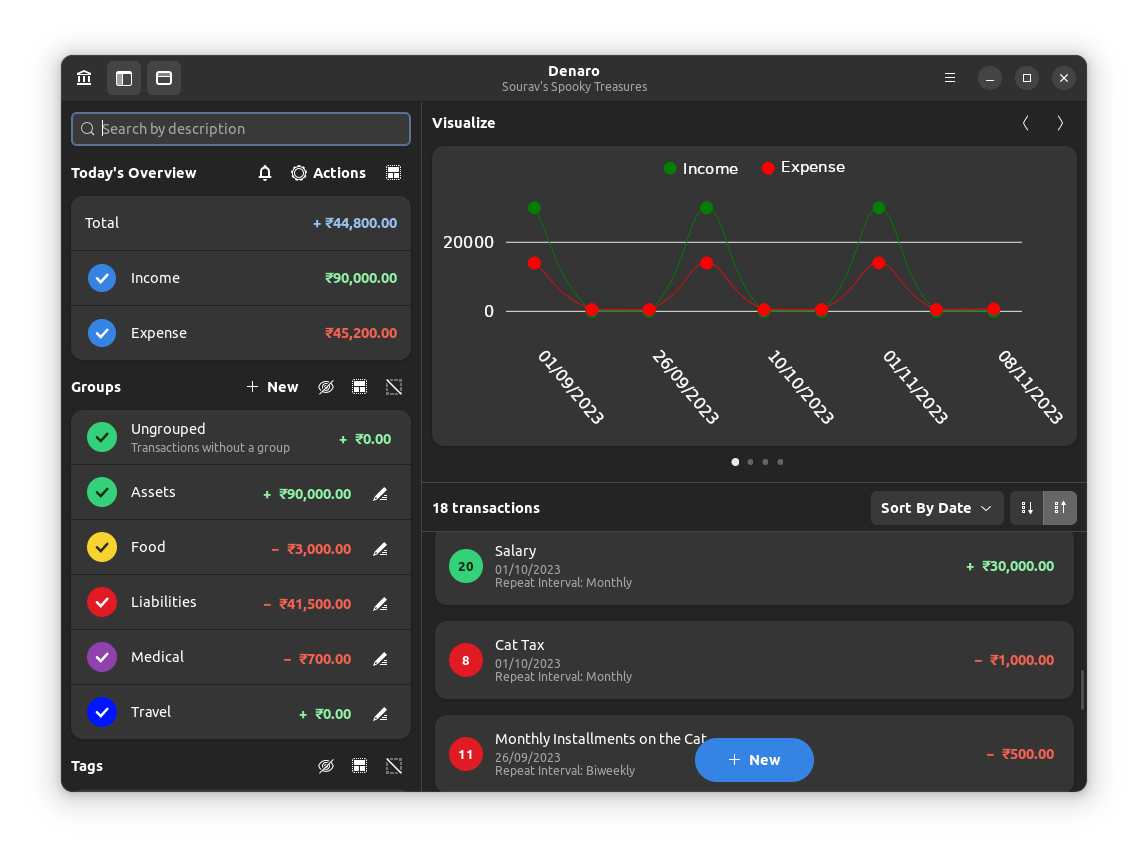 Denaro
Sourav's Spooky Treasures
Search by description
Today's Overview
Actions
Total
+ ₹44,800.00
Income
₹90,000.00
Expense
₹45,200.00
Groups
New
Ungrouped
Transactions without a group
+ ₹0.00
Assets
+ ₹90,000.00
Food
− ₹3,000.00
Liabilities
− ₹41,500.00
Medical
− ₹700.00
Travel
+ ₹0.00
Tags
Visualize
Income
Expense
20000
0
01/09/2023
26/09/2023
10/10/2023
01/11/2023
08/11/2023
18 transactions
Sort By Date
20
Salary
01/10/2023
Repeat Interval: Monthly
+ ₹30,000.00
8
Cat Tax
01/10/2023
Repeat Interval: Monthly
− ₹1,000.00
11
Monthly Installments on the Cat
26/09/2023
Repeat Interval: Biweekly
− ₹500.00
New